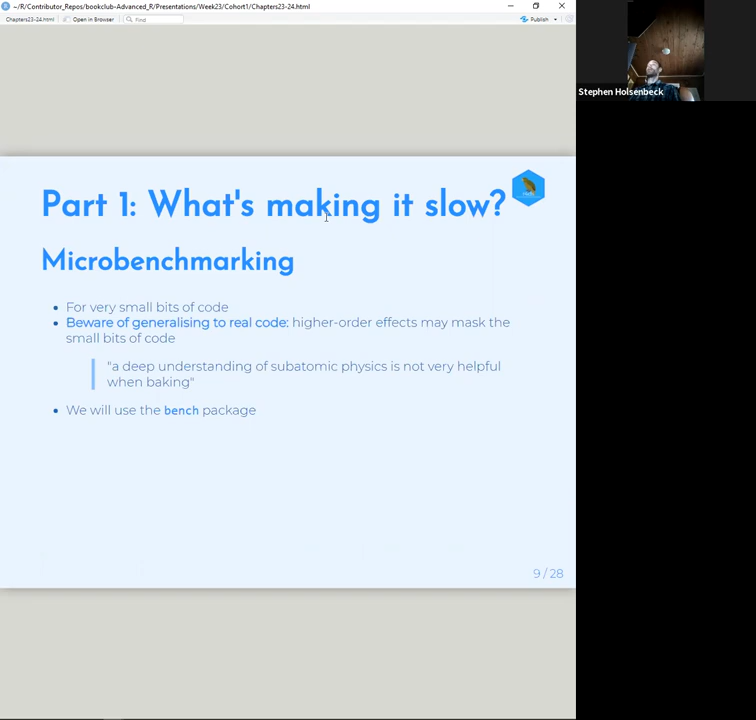 ~/R/Contributor_Repos/bookclub-Advanced_R/Presentations/Week23/Cohort1/Chapters23-24.html
Chapters23-24.html
Open in Browser
Find
Publish
Stephen Holsenbeck
Part 1: What's making it slow?
Microbenchmarking
For very small bits of code
Beware of generalising to real code: higher-order effects may mask the
small bits of code
"a deep understanding of subatomic physics is not very helpful
when baking"
We will use the bench package
9 / 28